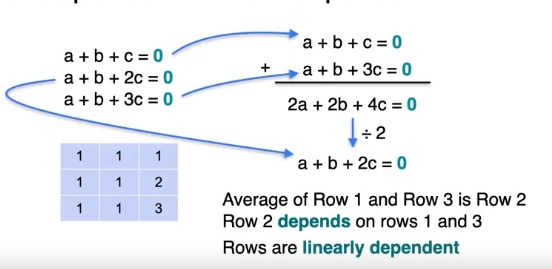 a + b + c = 0
a + b + 2c = 0
a + b + 3c = 0
a + b + c = 0
+
a + b + 3c = 0
2a + 2b + 4c = 0
÷ 2
a + b + 2c = 0
1 1 1
1 1 2
1 1 3
Average of Row 1 and Row 3 is Row 2
Row 2 depends on rows 1 and 3
Rows are linearly dependent